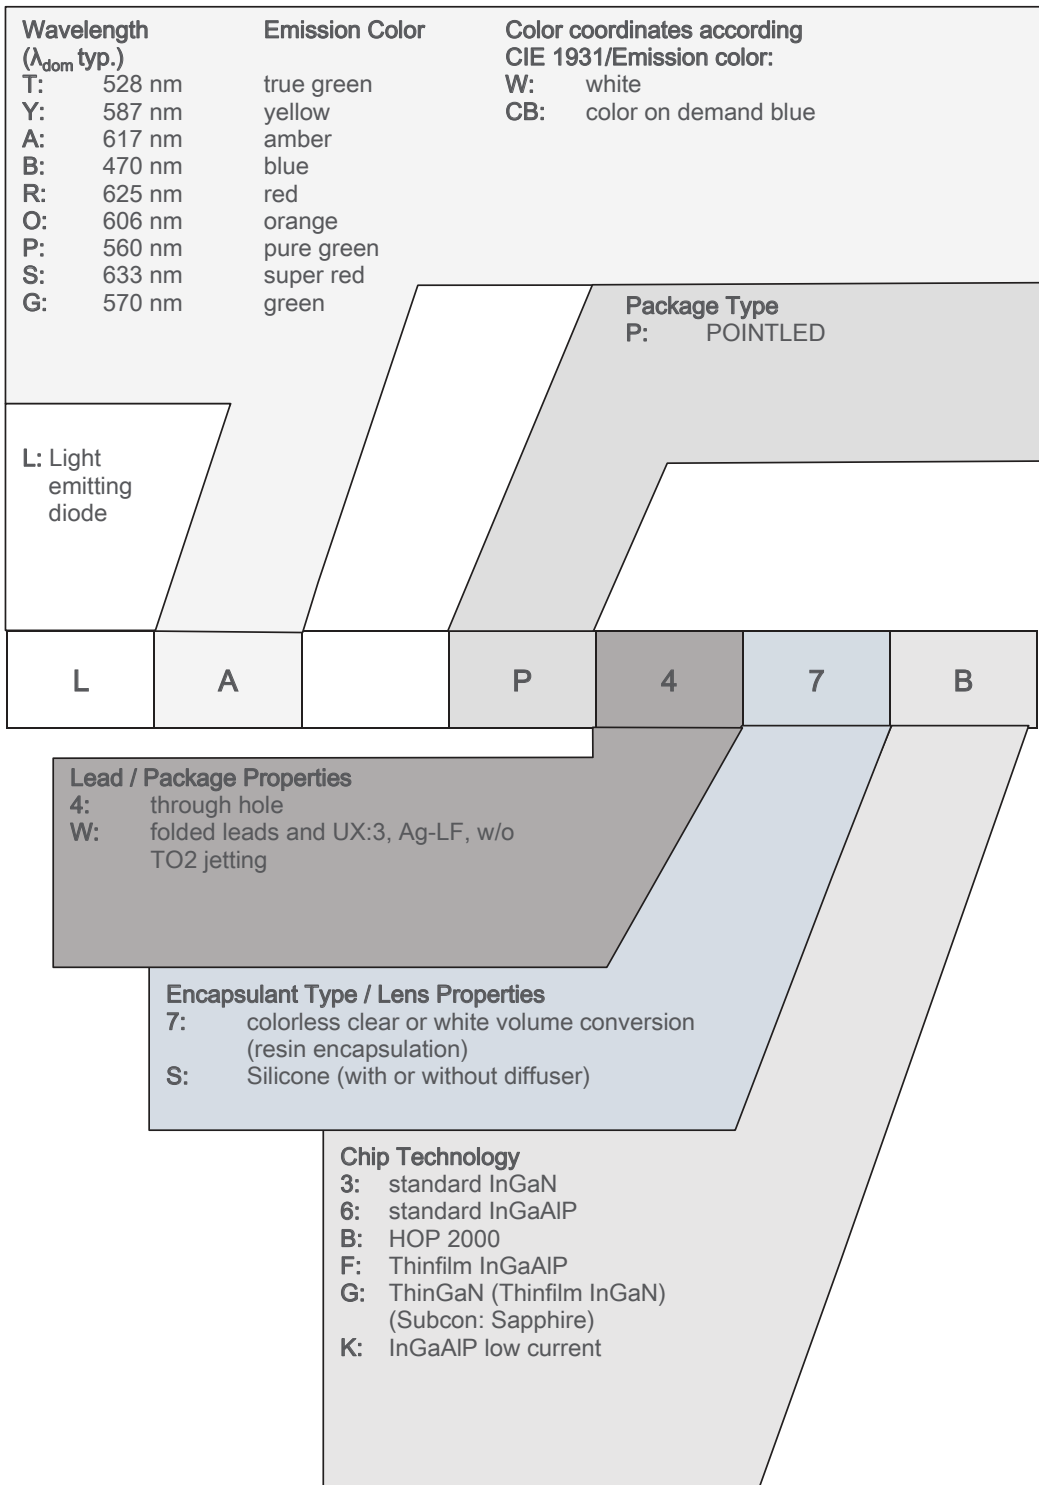 Wavelength Emission Color Color coordinates according
(λdom typ.) CIE 1931/Emission color:
T: 528 nm true green W: white
Y: 587 nm yellow CB: color on demand blue
A: 617 nm amber
B: 470 nm blue
R: 625 nm red
O: 606 nm orange
P: 560 nm pure green
S: 633 nm super red
G: 570 nm green
Package Type
P: POINTLED
L: Light
emitting
diode
L A P 4 7 B
Lead / Package Properties
4: through hole
W: folded leads and UX:3, Ag-LF, w/o
TO2 jetting
Encapsulant Type / Lens Properties
7: colorless clear or white volume conversion
(resin encapsulation)
S: Silicone (with or without diffuser)
Chip Technology
3: standard InGaN
6: standard InGaAlP
B: HOP 2000
F: Thinfilm InGaAlP
G: ThinGaN (Thinfilm InGaN)
(Subcon: Sapphire)
K: InGaAlP low current